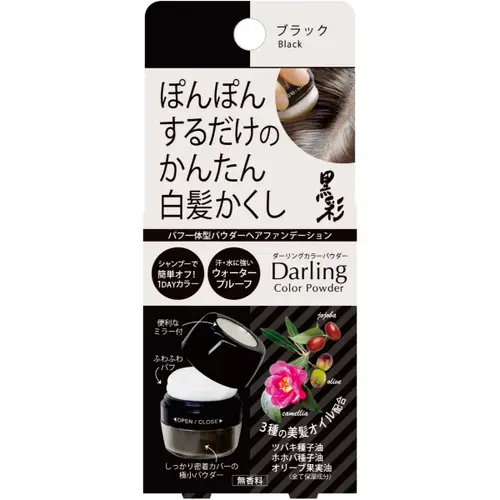 ブラック
Black
ぽんぽん
するだけの
かんたん
白髪かくし
黒彩
パフ一体型パウダーヘアファンデーション
シャンプーで
簡単オフ!
1DAYカラー
汗・水に強い
ウォーター
プルーフ
ダーリングカラーパウダー
Darling
Color Powder
便利な
ミラー付
ふわふわ
パフ
◀OPEN / CLOSE▶
しっかり密着カバーの
極小パウダー
jojoba
olive
camellia
3種の美髪オイル配合
ツバキ種子油
ホホバ種子油
オリーブ果実油
(全て保湿成分)
無香料